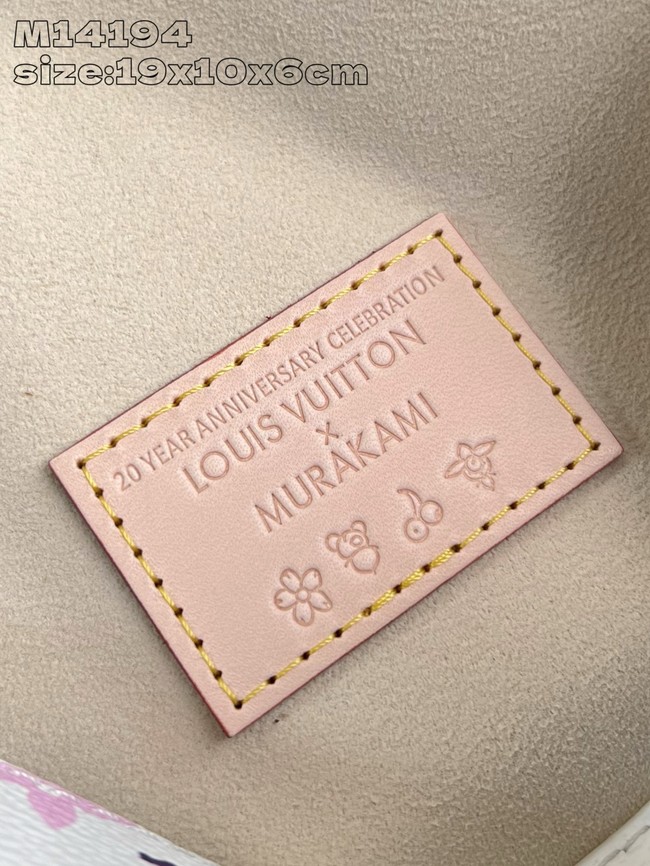 M14194
size:19x10x6cm
20 YEAR ANNIVERSARY CELEBRATION
LOUIS VUITTON
x
MURAKAMI